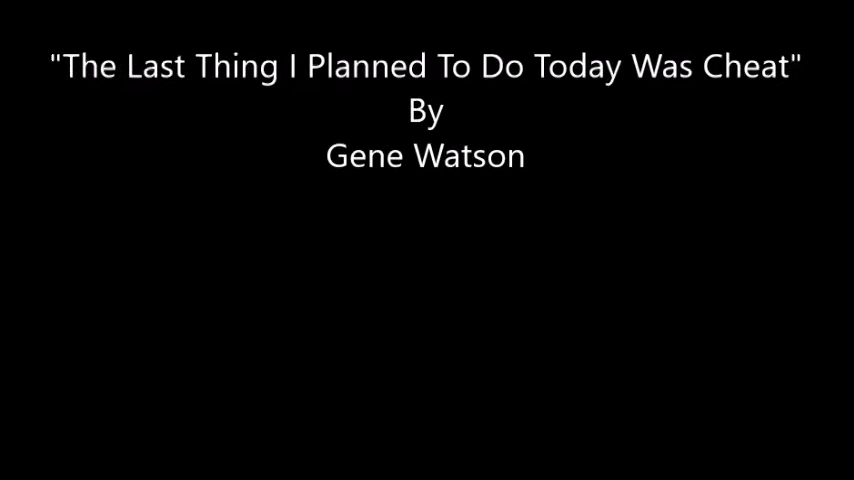 "The Last Thing I Planned To Do Today Was Cheat"
By
Gene Watson